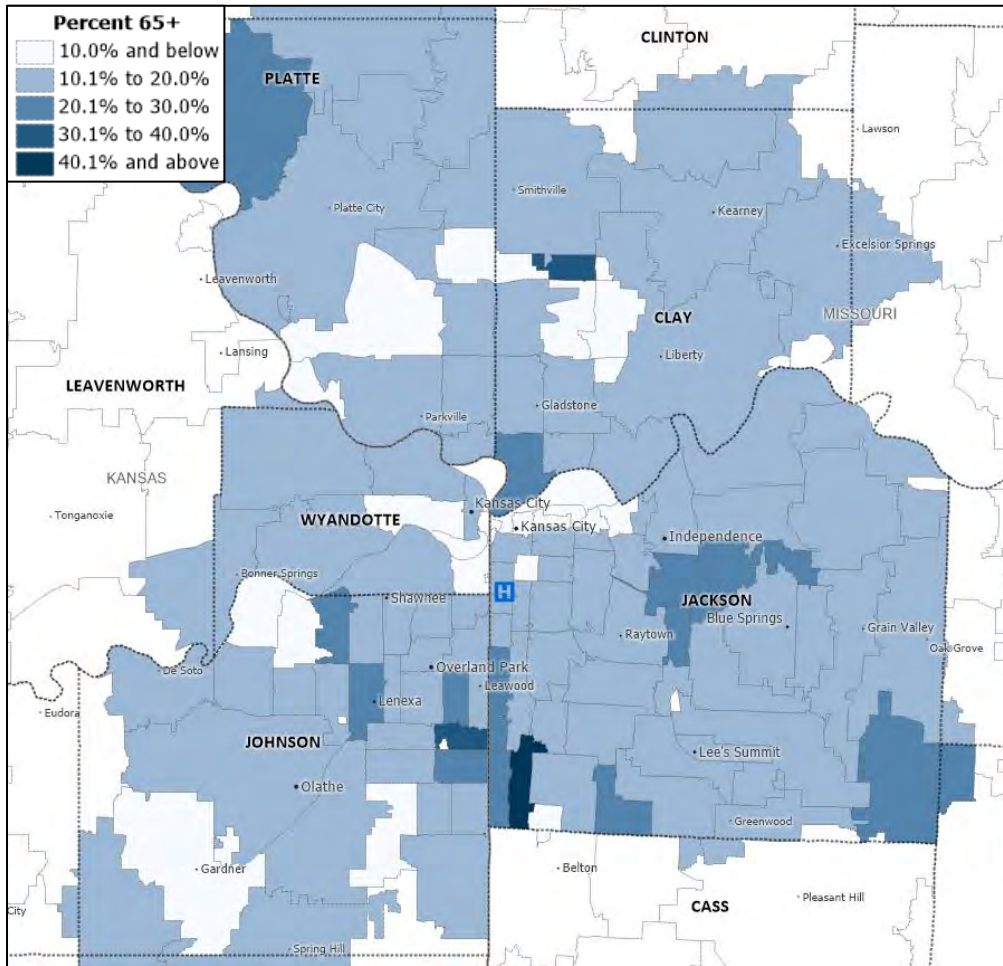 Percent 65+
10.0% and below
10.1% to 20.0%
20.1% to 30.0%
30.1% to 40.0%
40.1% and above
CLINTON
PLATTE
Lawson
Smithville
Platte City
Kearney
Excelsior Springs
Leavenworth
MISSOURI
CLAY
Lansing
Liberty
LEAVENWORTH
Gladstone
Parkville
KANSAS
Kansas City
Tonganoxie
WYANDOTTE
Kansas City
Independence
Bonner Springs
H
Shawnee
JACKSON
Blue Springs
Grain Valley
Raytown
Oak Grove
De Soto
Overland Park
Leawood
Eudora
Lenexa
JOHNSON
Lee's Summit
Olathe
Greenwood
Gardner
Belton
Pleasant Hill
CASS
City
Spring Hill